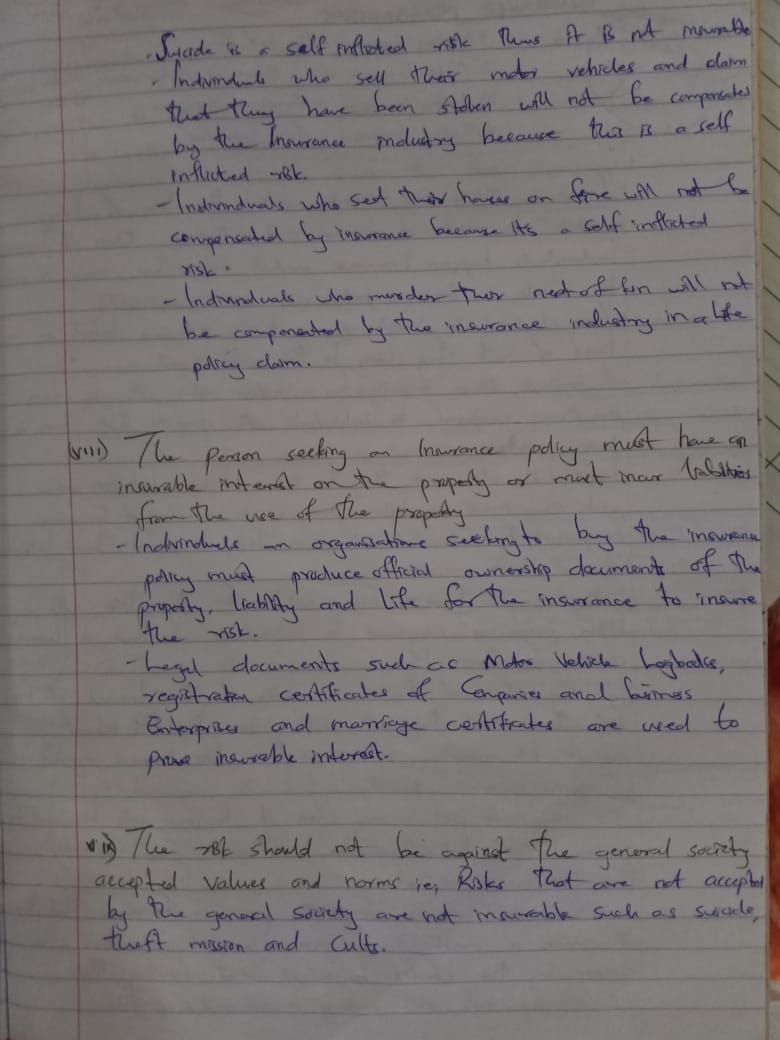 - Suicide is a self inflicted risk thus it is not insurable
- Individuals who sell their motor vehicles and claim
that they have been stolen will not be compensated
by the Insurance industry because this is a self
inflicted risk.
- Individuals who set their houses on fire will not be
compensated by insurance because its a self inflicted
risk.
- Individuals who murder their next of kin will not
be compensated by the insurance industry in a life
policy claim.
(viii) The person seeking an Insurance policy must have an
insurable interest on the property or must incur liabilities
from the use of the property
- Individuals an organisations seeking to buy the insurance
policy must produce official ownership documents of the
property, liability and life for the insurance to insure
the risk.
- Legal documents such as Motor Vehicle Logbooks,
registration certificates of Companies and business
Enterprises and marriage certificates are used to
prove insurable interest.
The risk should not be against the general society
accepted values and norms ie, Risks that are not accepted
by the general society are not insurable such as suicide,
theft mission and Cults.